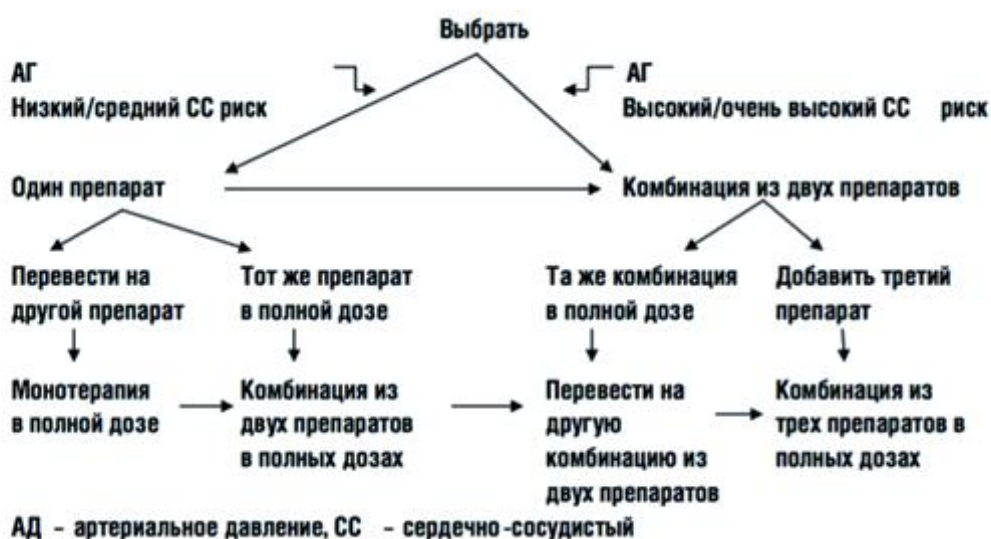 Выбрать
АГ
Низкий/средний СС риск
АГ
Высокий/очень высокий СС риск
Один препарат
Комбинация из двух препаратов
Перевести на
другой препарат
Тот же препарат
в полной дозе
Та же комбинация
в полной дозе
Добавить третий
препарат
Монотерапия
в полной дозе
Комбинация из
двух препаратов
в полных дозах
Перевести на
другую
комбинацию из
двух препаратов
Комбинация из
трех препаратов в
полных дозах
АД – артериальное давление, СС – сердечно-сосудистый